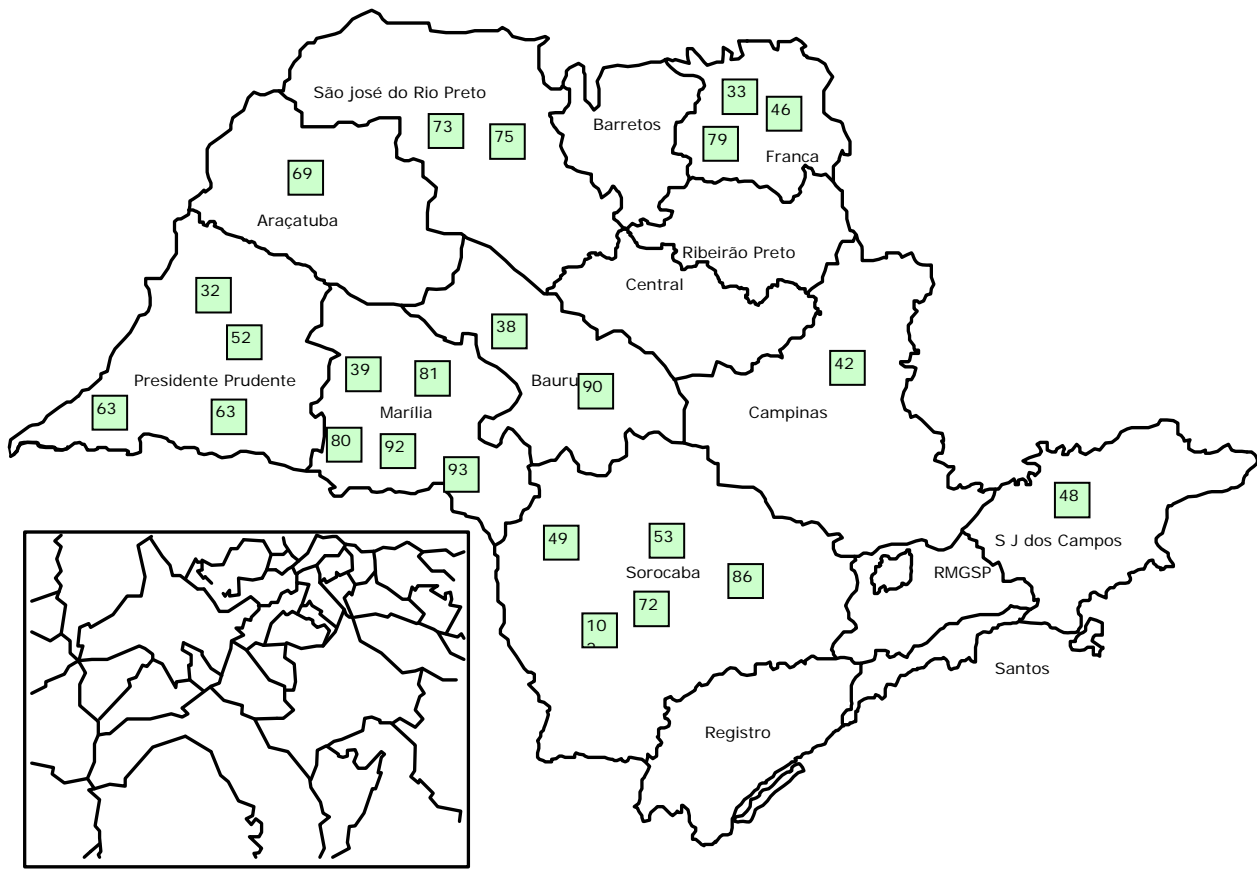 São josé do Rio Preto
73
75
Barretos
33
46
79
Franca
69
Araçatuba
Ribeirão Preto
Central
32
52
Presidente Prudente
63
63
38
Bauru
90
39
81
Marília
80
92
93
42
Campinas
48
S J dos Campos
49
53
Sorocaba
86
72
10
RMGSP
Santos
Registro